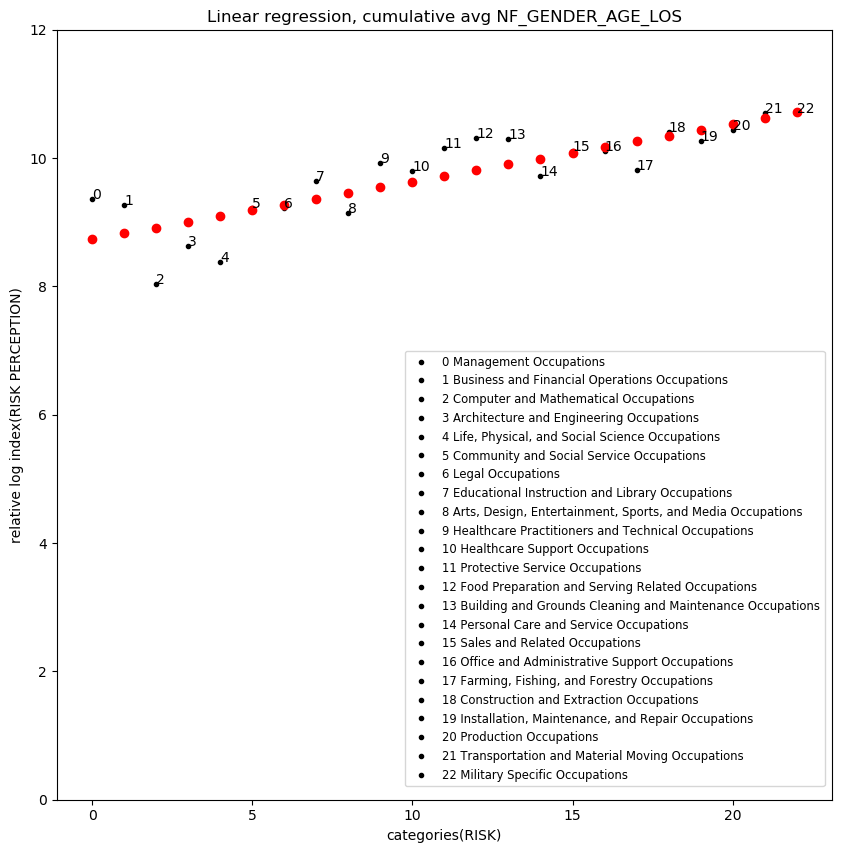 Linear regression, cumulative avg NF_GENDER_AGE_LOS
12
10
8
6
4
2
0
relative log index(RISK PERCEPTION)
0
1
2
3
4
5
6
7
8
9
10
11
12
13
14
15
16
17
18
19
20
21
22
0 Management Occupations
1 Business and Financial Operations Occupations
2 Computer and Mathematical Occupations
3 Architecture and Engineering Occupations
4 Life, Physical, and Social Science Occupations
5 Community and Social Service Occupations
6 Legal Occupations
7 Educational Instruction and Library Occupations
8 Arts, Design, Entertainment, Sports, and Media Occupations
9 Healthcare Practitioners and Technical Occupations
10 Healthcare Support Occupations
11 Protective Service Occupations
12 Food Preparation and Serving Related Occupations
13 Building and Grounds Cleaning and Maintenance Occupations
14 Personal Care and Service Occupations
15 Sales and Related Occupations
16 Office and Administrative Support Occupations
17 Farming, Fishing, and Forestry Occupations
18 Construction and Extraction Occupations
19 Installation, Maintenance, and Repair Occupations
20 Production Occupations
21 Transportation and Material Moving Occupations
22 Military Specific Occupations
0 5 10 15 20
categories(RISK)